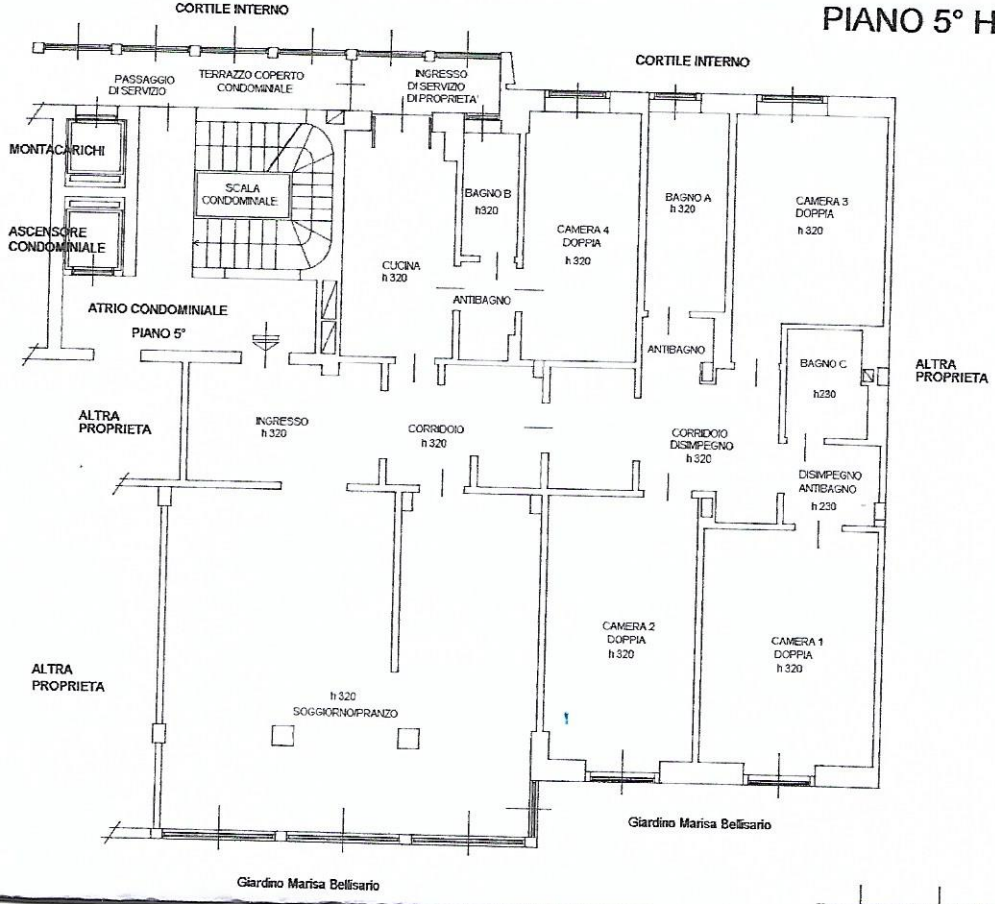 CORTILE INTERNO
PIANO 5° H
CORTILE INTERNO
PASSAGGIO
DI SERVIZIO
TERRAZZO COPERTO
CONDOMINIALE
INGRESSO
DI SERVIZIO
DI PROPRIETA'
MONTACARICHI
SCALA
CONDOMINIALE
BAGNO B
h320
BAGNO A
h 320
CAMERA 3
DOPPIA
h 320
ASCENSORE
CONDOMINIALE
CAMERA 4
DOPPIA
h 320
CUCINA
h 320
ANTIBAGNO
ATRIO CONDOMINIALE
PIANO 5°
ANTIBAGNO
BAGNO C
h230
ALTRA
PROPRIETA
ALTRA
PROPRIETA
INGRESSO
h 320
CORRIDOIO
h 320
CORRIDOIO
DISIMPEGNO
h 320
DISIMPEGNO
ANTIBAGNO
h 230
CAMERA 2
DOPPIA
h 320
CAMERA 1
DOPPIA
h 320
ALTRA
PROPRIETA
h 320
SOGGIORNO/PRANZO
Giardino Marisa Bellisario
Giardino Marisa Bellisario